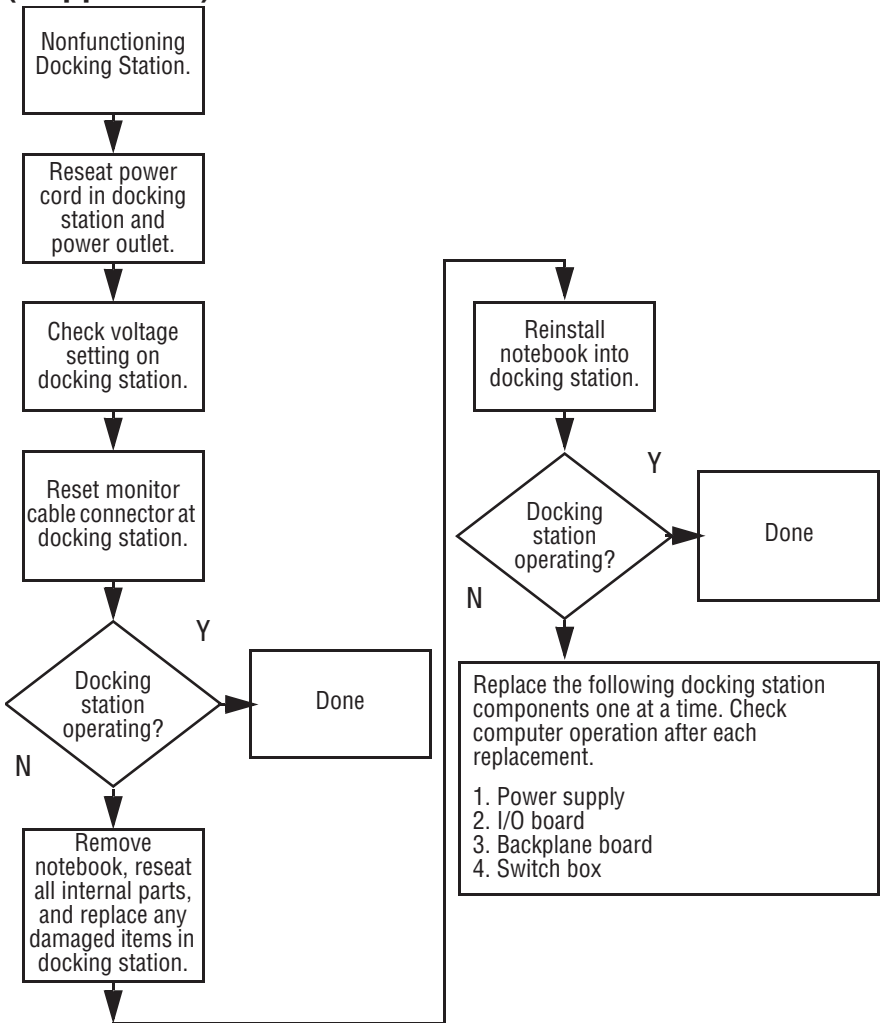 Nonfunctioning
Docking Station.
Reseat power
cord in docking
station and
power outlet.
Check voltage
setting on
docking station.
Reset monitor
cable connector at
docking station.
Y
Docking
station
operating?
Done
N
Remove
notebook, reseat
all internal parts,
and replace any
damaged items in
docking station.
Reinstall
notebook into
docking station.
Y
Docking
station
operating?
Done
N
Replace the following docking station
components one at a time. Check
computer operation after each
replacement.
1. Power supply
2. I/O board
3. Backplane board
4. Switch box